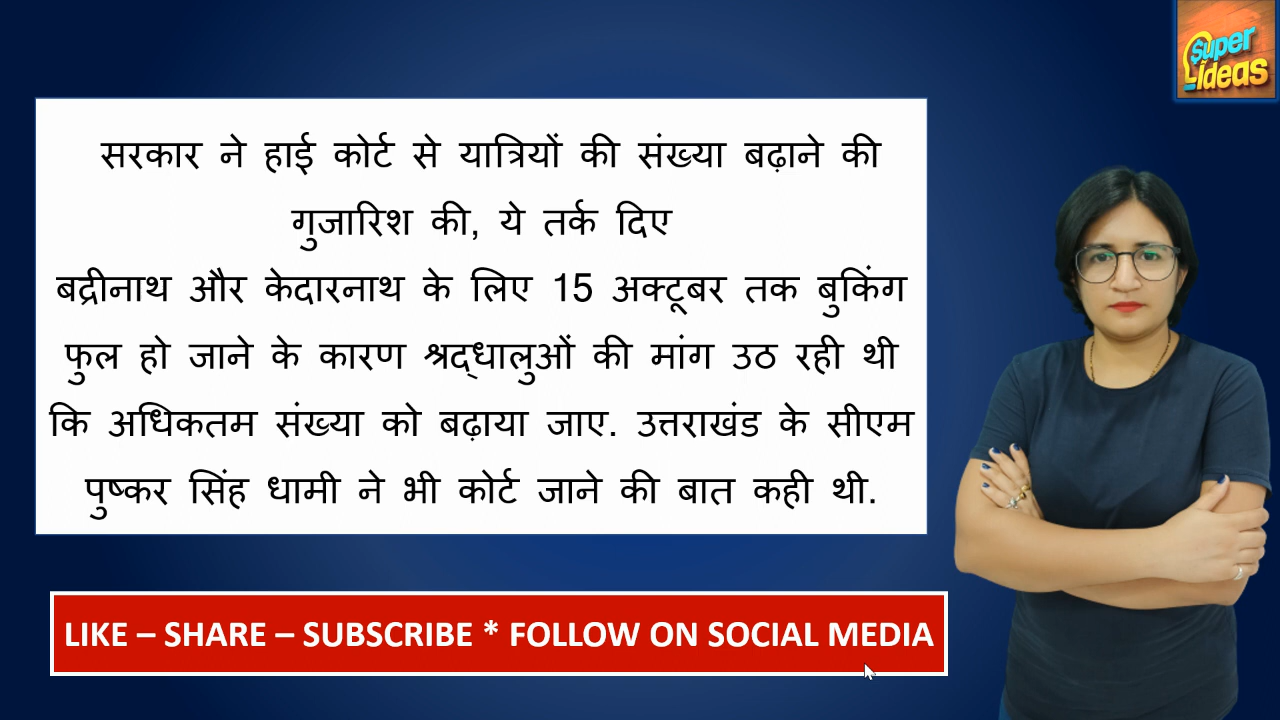 Super
Ideas
सरकार ने हाई कोर्ट से यात्रियों की संख्या बढ़ाने की
गुजारिश की, ये तर्क दिए
बद्रीनाथ और केदारनाथ के लिए 15 अक्टूबर तक बुकिंग
फुल हो जाने के कारण श्रद्धालुओं की मांग उठ रही थी
कि अधिकतम संख्या को बढ़ाया जाए. उत्तराखंड के सीएम
पुष्कर सिंह धामी ने भी कोर्ट जाने की बात कही थी.
LIKE – SHARE – SUBSCRIBE * FOLLOW ON SOCIAL MEDIA